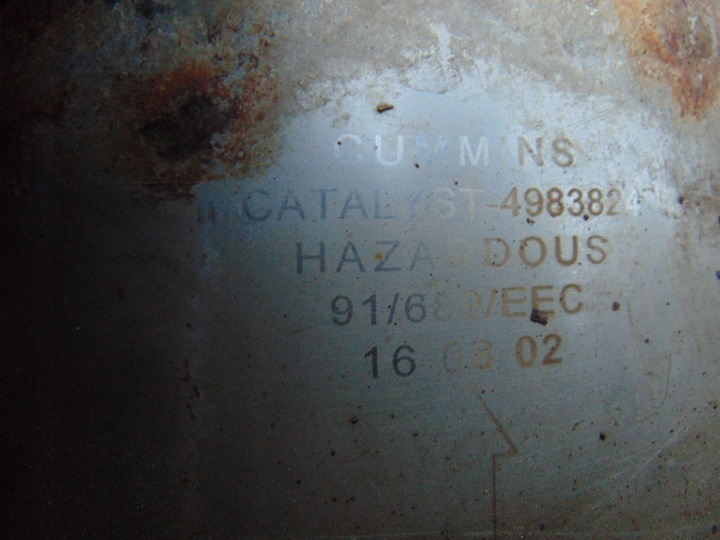 CUMMINS
CATALYST-4983824
HAZARDOUS
91/689/EEC
16 08 02